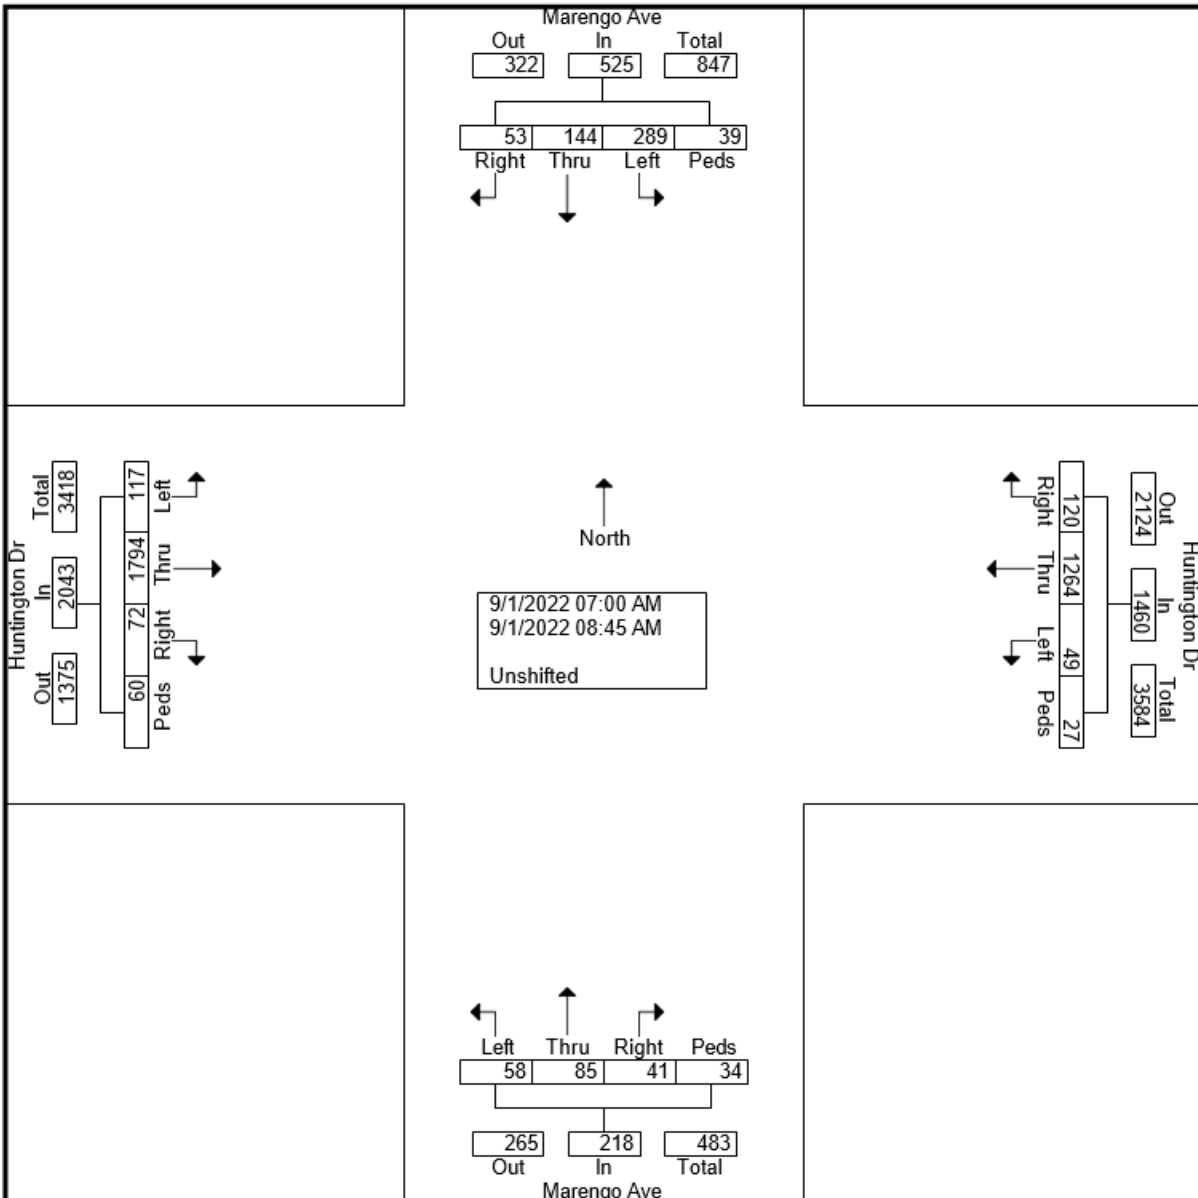 Marengo Ave
Out In Total
322 525 847
53 144 289 39
Right Thru Left Peds
Huntington Dr
Total In Out
3418 2043 1375
117 1794 72 60
Left Thru Right Peds
North
9/1/2022 07:00 AM
9/1/2022 08:45 AM
Unshifted
Right Thru Left Peds
120 1264 49 27
Out In Total
2124 1460 3584
Huntington Dr
Left Thru Right Peds
58 85 41 34
265 218 483
Out In Total
Marengo Ave